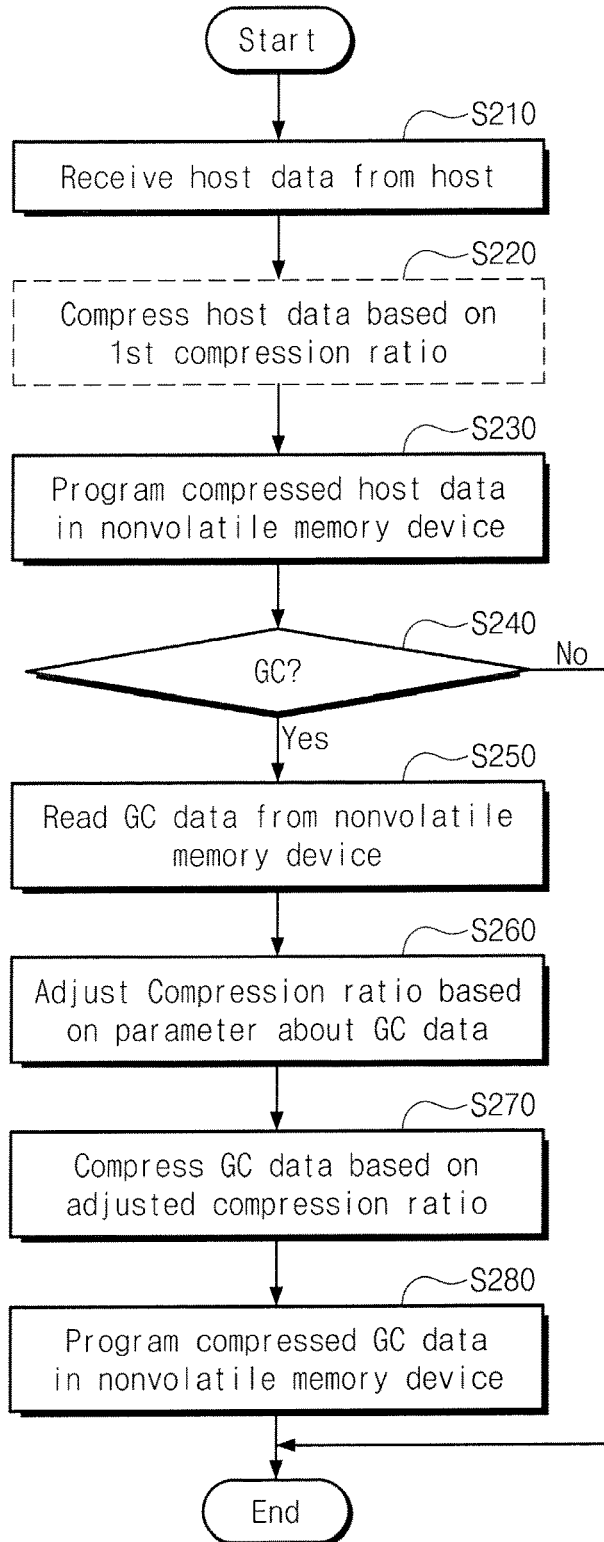 Start
S210
Receive host data from host
S220
Compress host data based on
1st compression ratio
S230
Program compressed host data
in nonvolatile memory device
S240
GC?
No
Yes
S250
Read GC data from nonvolatile
memory device
S260
Adjust Compression ratio based
on parameter about GC data
S270
Compress GC data based on
adjusted compression ratio
S280
Program compressed GC data
in nonvolatile memory device
End